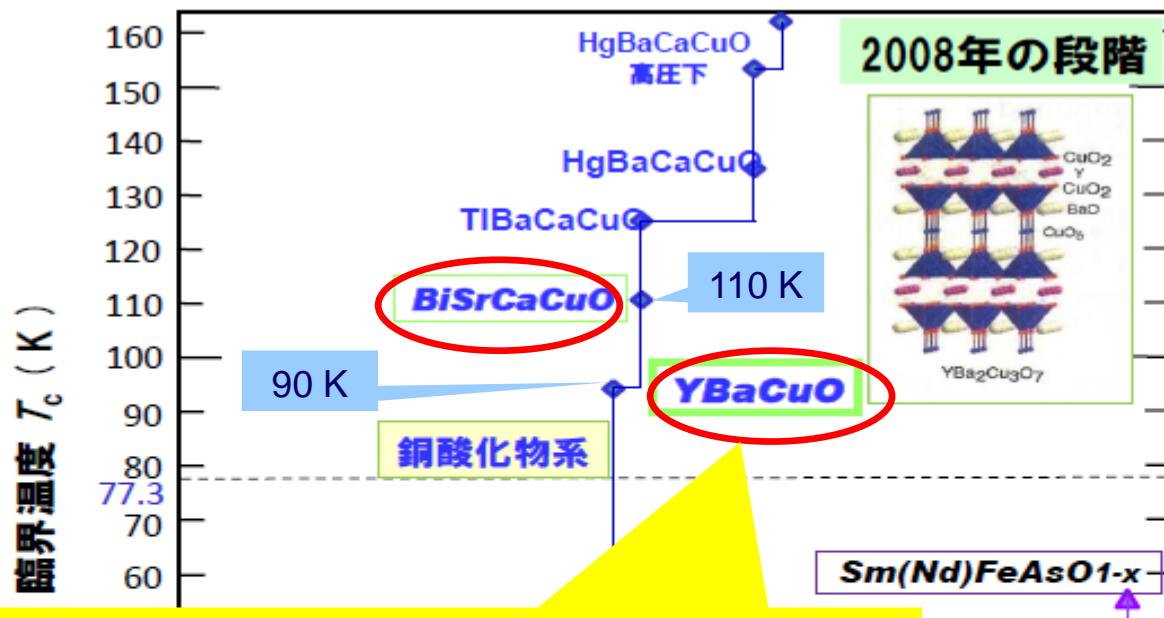 160
150
140
130
120
110
100
90
80
77.3
70
60
臨界温度 Tc (K)
HgBaCaCuO
高圧下
HgBaCaCuO
TlBaCaCuO
BiSrCaCuO
110 K
90 K
YBaCuO
銅酸化物系
2008年の段階
CuO2
Y
CuO2
BaO
CuO5
YBa2Cu3O7
Sm(Nd)FeAsO1-x